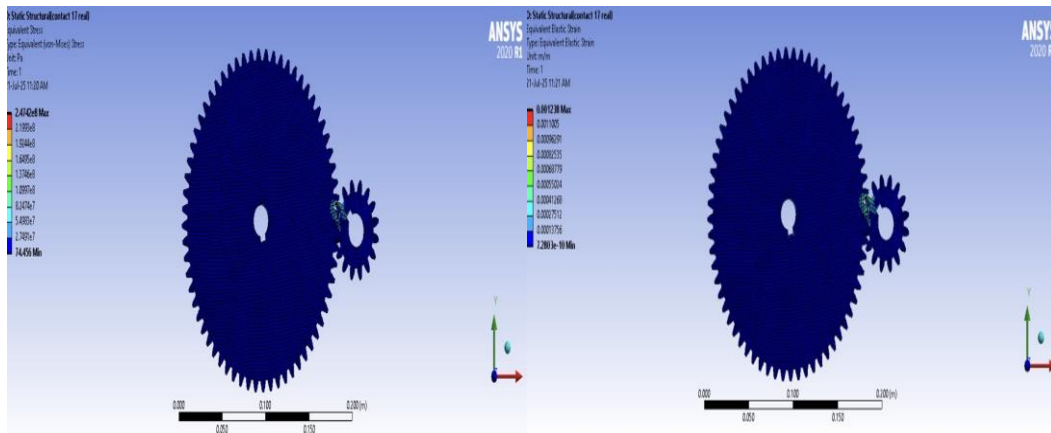 D: Static Structural(contact 17 real)
Equivalent Stress
Type: Equivalent (von-Mises) Stress
Unit: Pa
Time: 1
21-Jul-25 11:20 AM
2.4742e8 Max
2.1993e8
1.9244e8
1.6495e8
1.3746e8
1.0997e8
8.2474e7
5.4983e7
2.7491e7
74.456 Min
ANSYS
2020 R1
Y
0.000
0.100
0.200 (m)
0.050
0.150
D: Static Structural(contact 17 real)
Equivalent Elastic Strain
Type: Equivalent Elastic Strain
Unit: m/m
Time: 1
21-Jul-25 11:21 AM
0.001238 Max
0.0011005
0.00096291
0.00082535
0.00068779
0.00055024
0.00041268
0.00027512
0.00013756
7.2803e-10 Min
ANSYS
2020 R1
Y
0.000
0.100
0.200 (m)
0.050
0.150